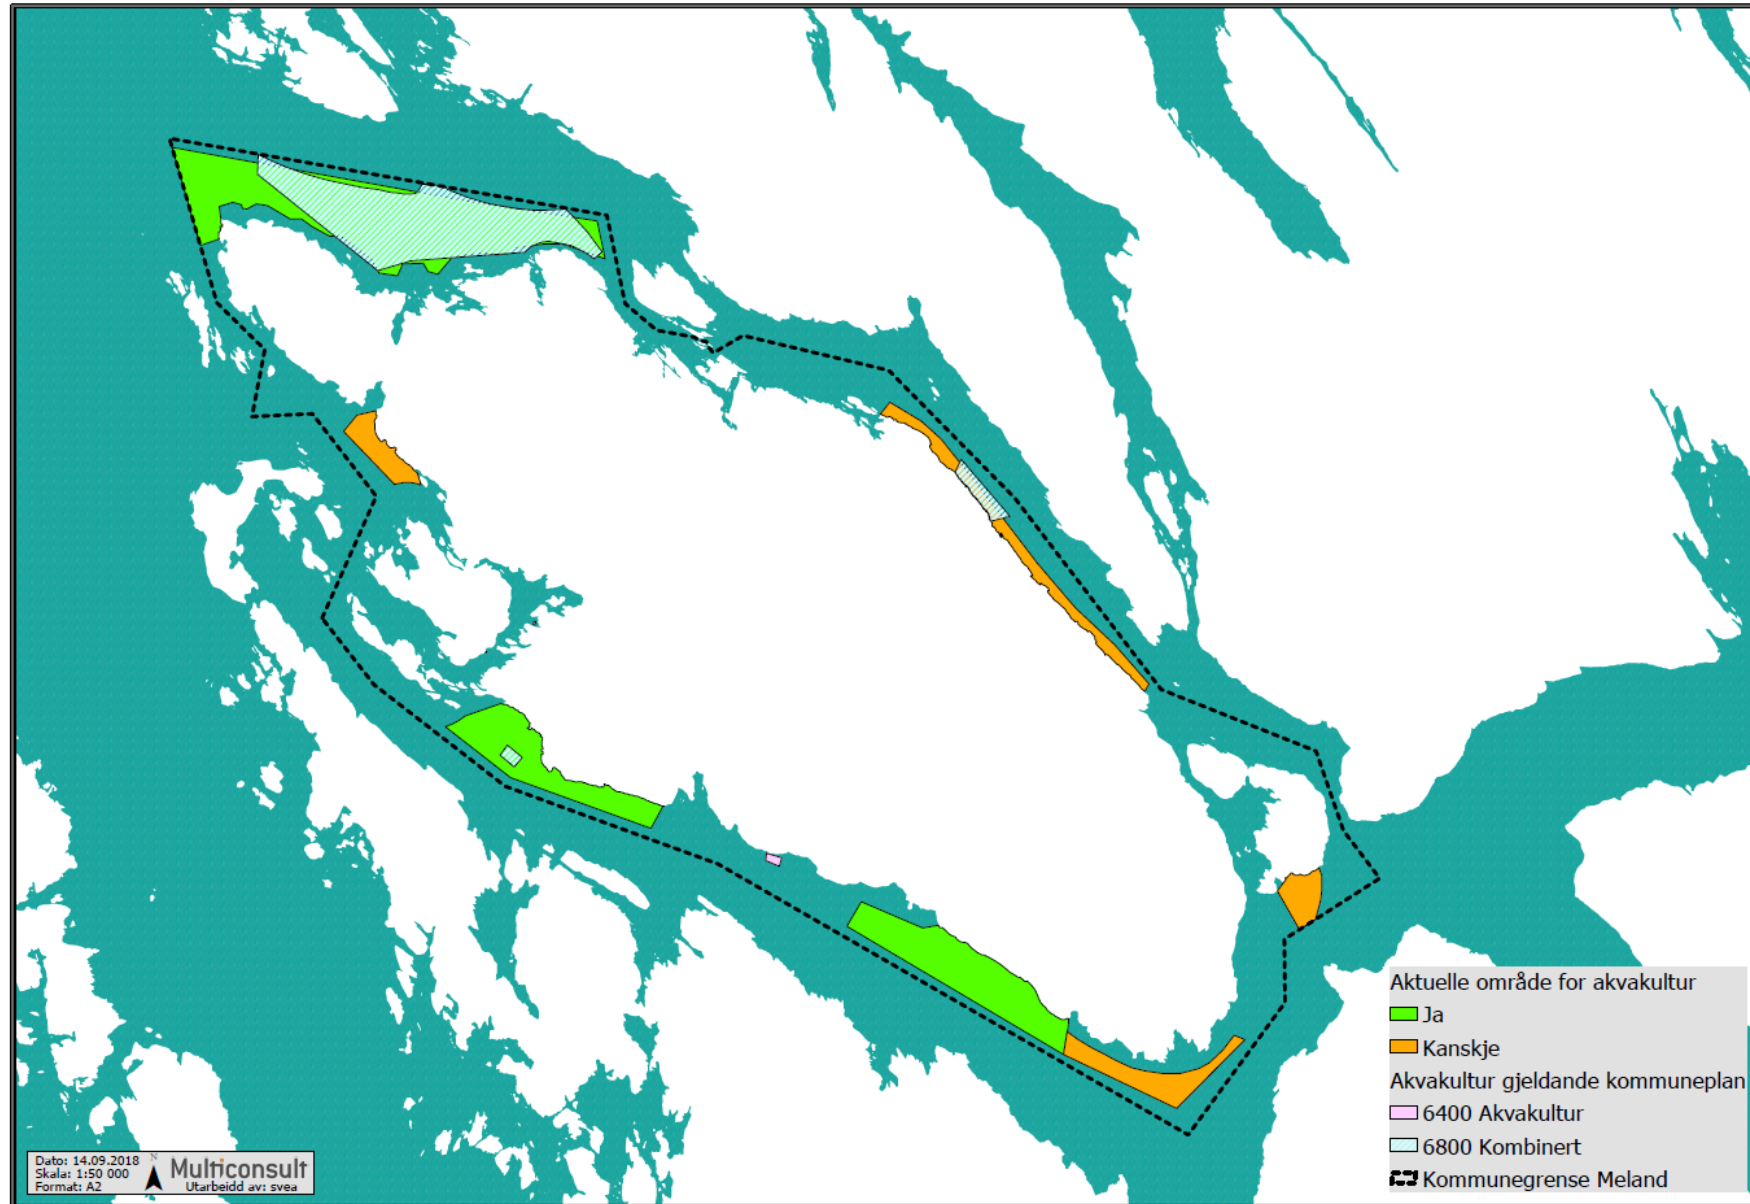 Aktuelle område for akvakultur
Ja
Kanskje
Akvakultur gjeldande kommuneplan
6400 Akvakultur
6800 Kombinert
Kommunegrense Meland
Dato: 14.09.2018
Skala: 1:50 000
Format: A2
N
Multiconsult
Utarbeidd av: svea